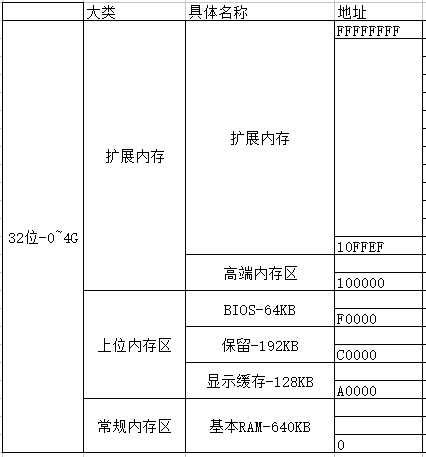 大类 具体名称 地址
FFFFFFFF
扩展内存 扩展内存
32位-0~4G
10FFEF
高端内存区
100000
BIOS-64KB
F0000
上位内存区 保留-192KB
C0000
显示缓存-128KB
A0000
常规内存区 基本RAM-640KB
0